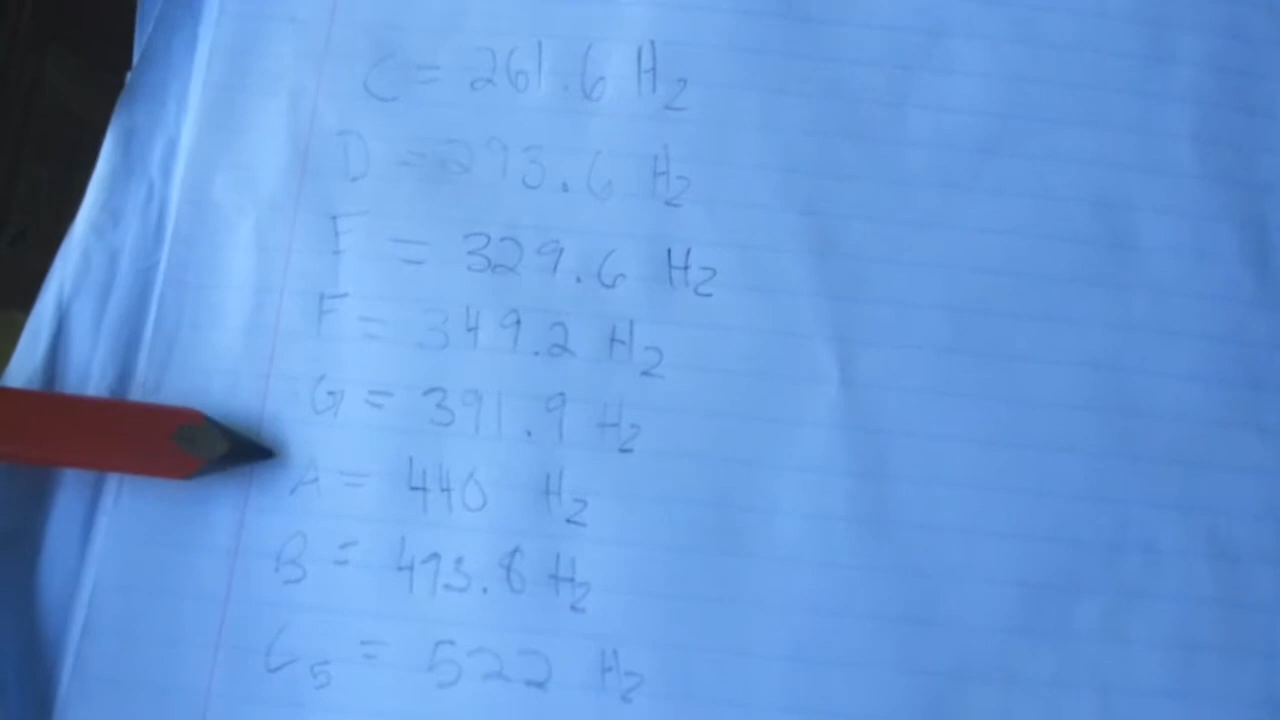 C = 261.6 Hz
D = 293.6 Hz
E = 329.6 Hz
F = 349.2 Hz
G = 391.9 Hz
A = 440 Hz
B = 493.8 Hz
C5 = 522 Hz